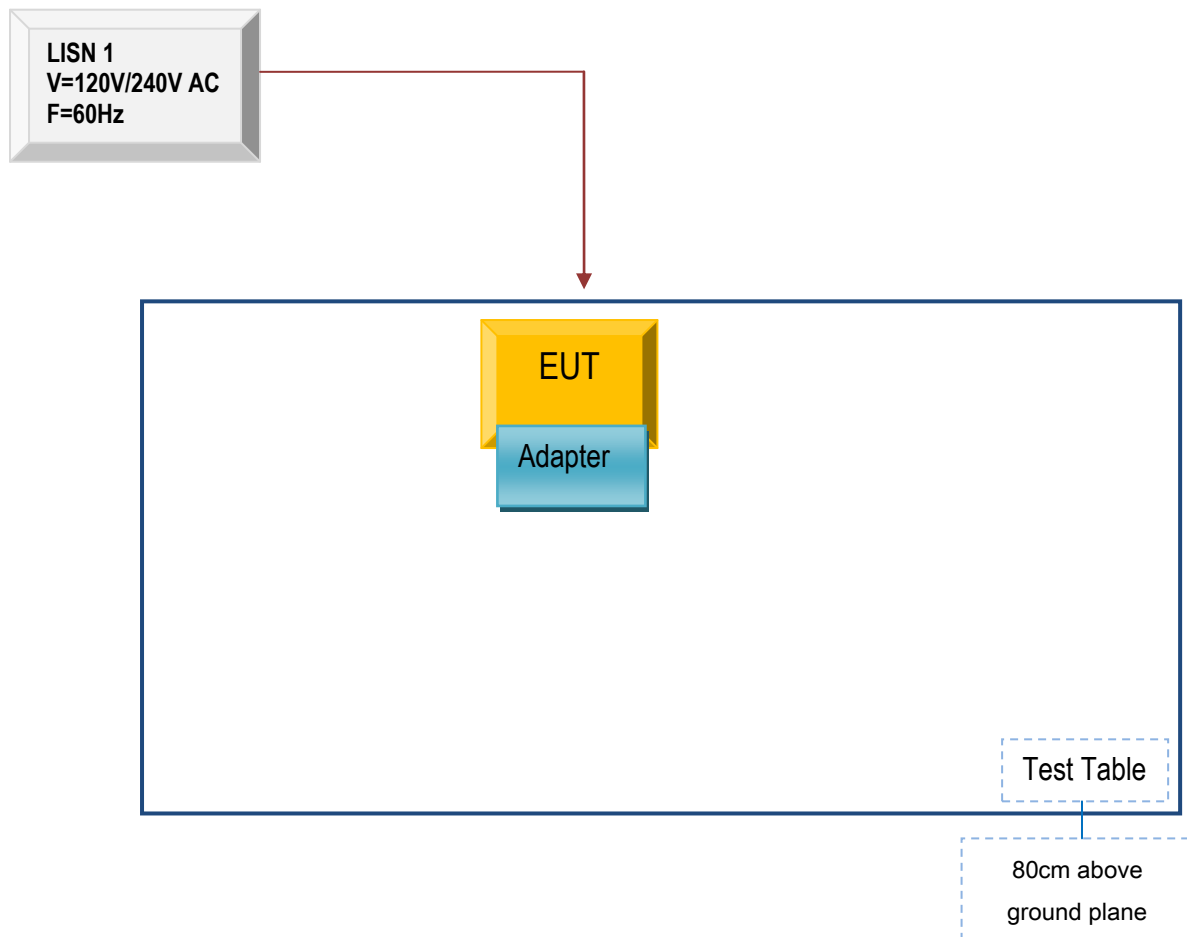 LISN 1
V=120V/240V AC
F=60Hz
EUT
Adapter
Test Table
80cm above
ground plane